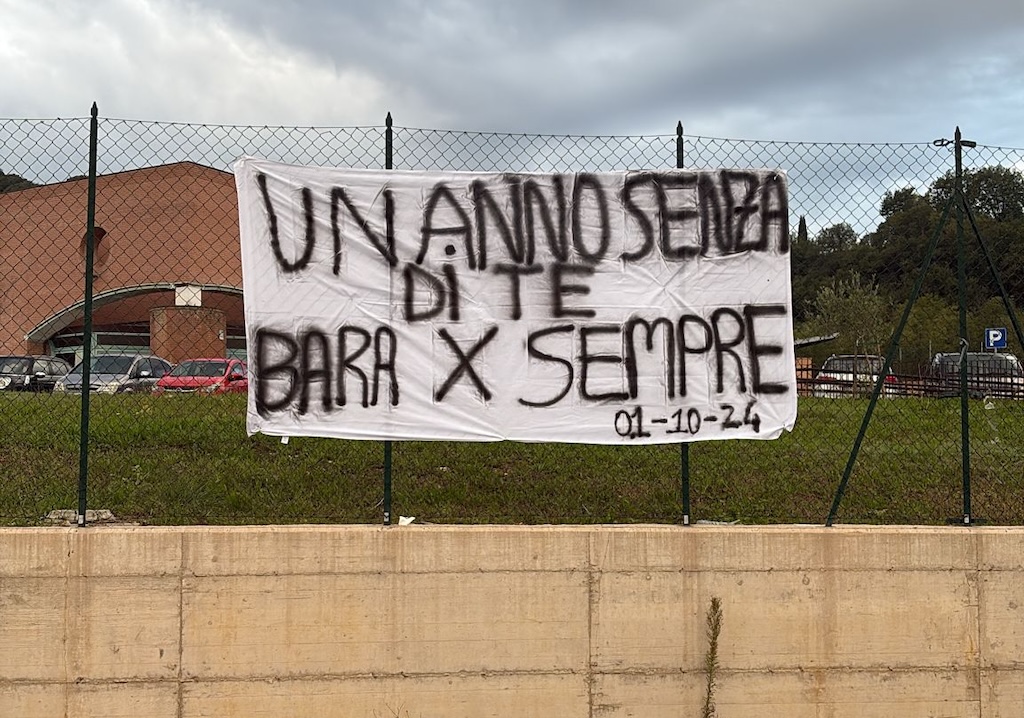 UN ANNO SENZA
DI TE
BARA X SEMPRE
01-10-24
P